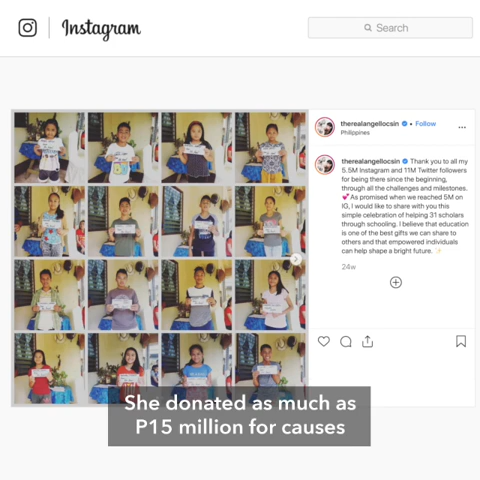 Instagram
Search
therealangellocsin • Follow
Philippines
therealangellocsin Thank you to all my
5.5M Instagram and 11M Twitter followers
for being there since the beginning,
through all the challenges and milestones.
💕As promised when we reached 5M on
IG, I would like to share with you this
simple celebration of helping 31 scholars
through schooling. I believe that education
is one of the best gifts we can share to
others and that empowered individuals
can help shape a bright future. ✨
24w
She donated as much as
P15 million for causes